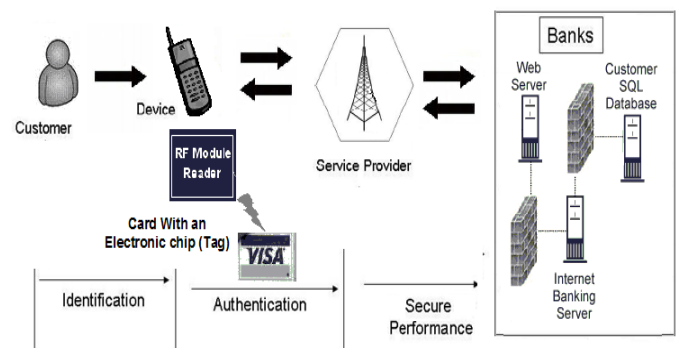 Customer
Device
RF Module
Reader
Card With an
Electronic chip (Tag)
VISA
Service Provider
Banks
Web
Server
Customer
SQL
Database
Internet
Banking
Server
Identification
Authentication
Secure
Performance